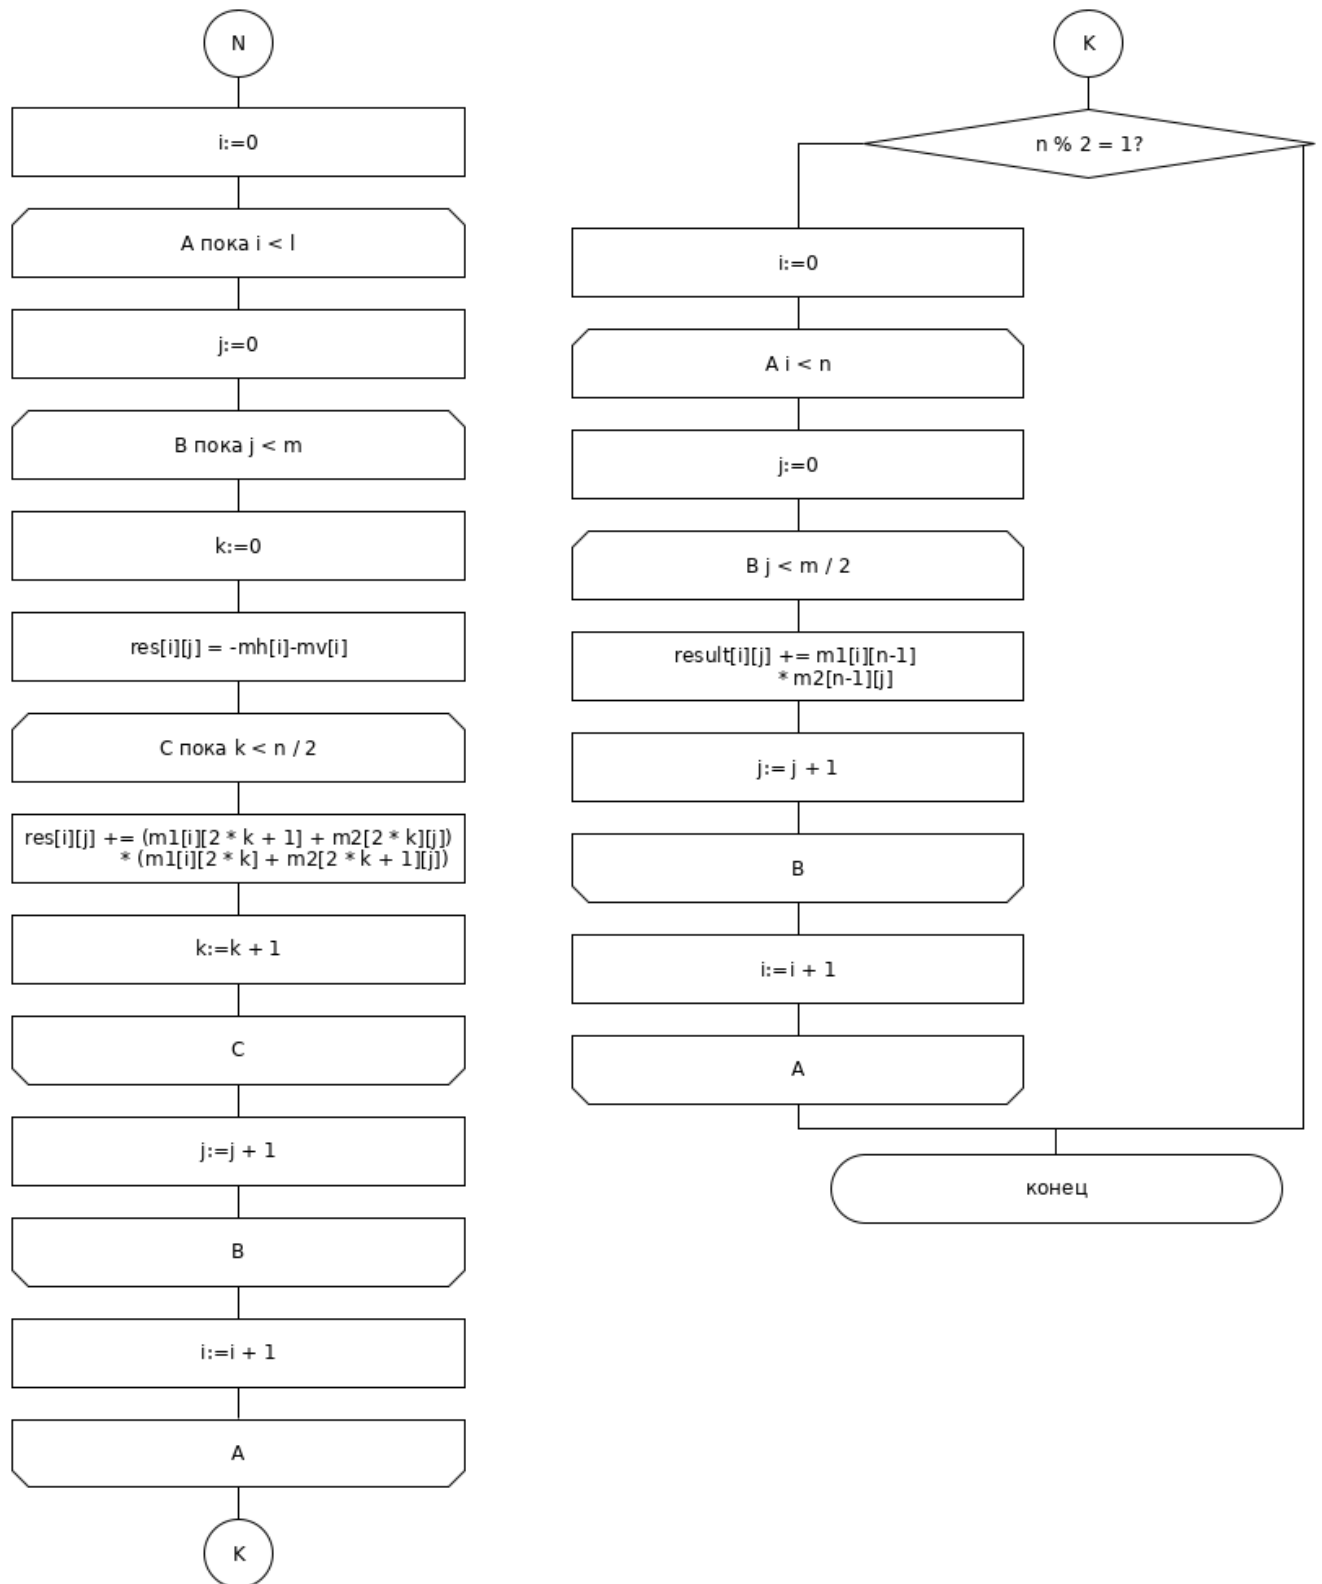 N
i:=0
A пока i < l
j:=0
B пока j < m
k:=0
res[i][j] = -mh[i]-mv[i]
C пока k < n / 2
res[i][j] += (m1[i][2 * k + 1] + m2[2 * k][j])
* (m1[i][2 * k] + m2[2 * k + 1][j])
k:=k + 1
C
j:=j + 1
B
i:=i + 1
A
K
K
n % 2 = 1?
i:=0
A i < n
j:=0
B j < m / 2
result[i][j] += m1[i][n-1]
* m2[n-1][j]
j:= j + 1
B
i:=i + 1
A
конец